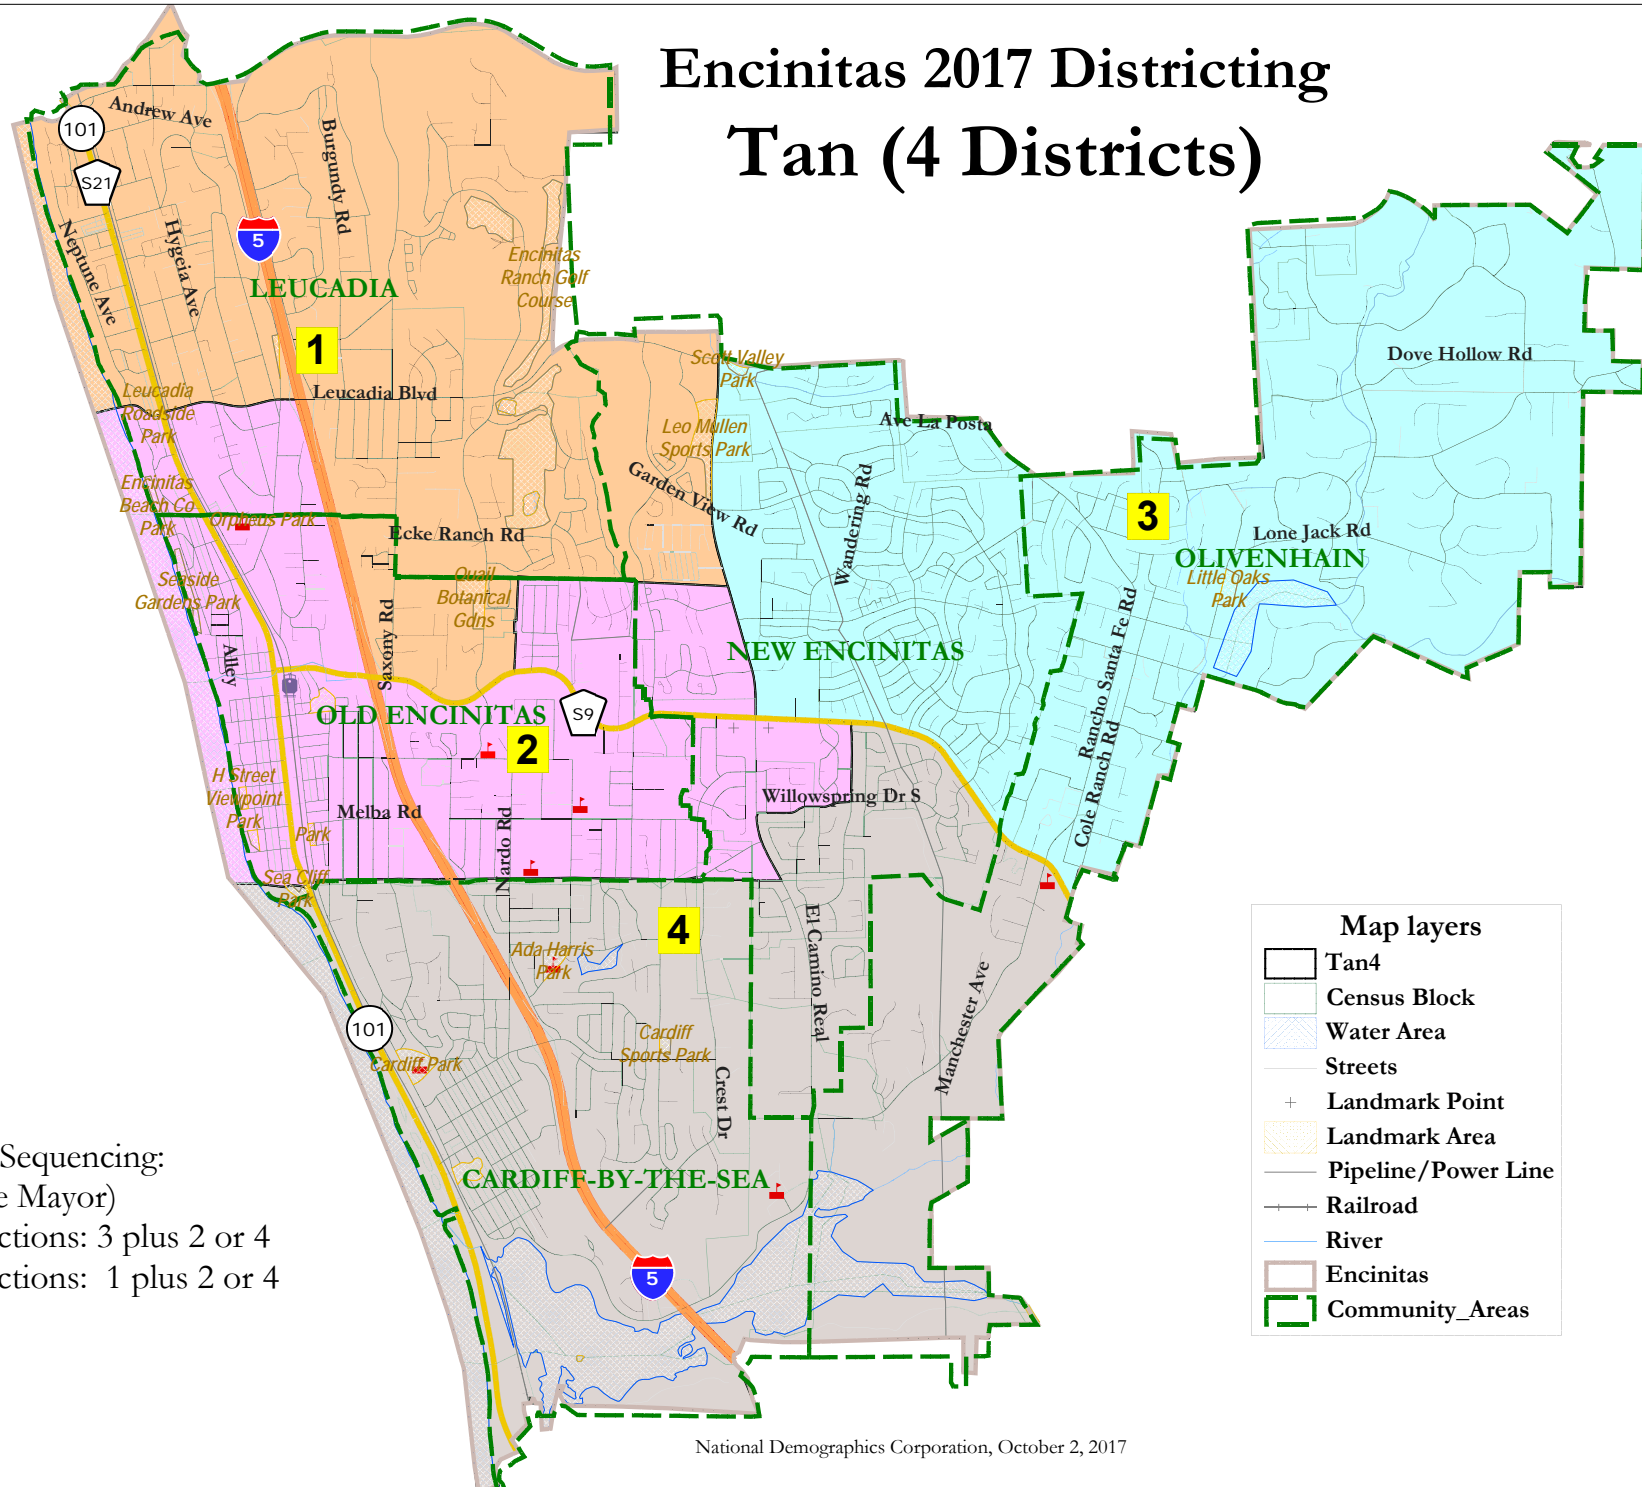 Encinitas 2017 Districting
Tan (4 Districts)
Andrew Ave
101
S21
Burgundy Rd
Neptune Ave
Hygeia Ave
5
LEUCADIA
Encinitas
Ranch Golf
Course
1
Leucadia Blvd
Leucadia
Roadside
Park
Scott Valley
Park
Leo Mullen
Sports Park
Garden View Rd
Ave La Posta
Wandering Rd
Dove Hollow Rd
3
Lone Jack Rd
OLIVENHAIN
Little Oaks
Park
Encinitas
Beach Co
Park
Orpheus Park
Ecke Ranch Rd
Seaside
Gardens Park
Quail
Botanical
Gdns
Saxony Rd
Alley
NEW ENCINITAS
Rancho Santa Fe Rd
Cole Ranch Rd
OLD ENCINITAS
S9
2
H Street
Viewpoint
Park
Melba Rd
Park
Nardo Rd
Willowspring Dr S
Sea Cliff
Park
4
Ada Harris
Park
El Camino Real
Manchester Ave
101
Cardiff
Sports Park
Cardiff Park
Crest Dr
CARDIFF-BY-THE-SEA
5
Sequencing:
e Mayor)
ctions: 3 plus 2 or 4
ctions: 1 plus 2 or 4
Map layers
Tan4
Census Block
Water Area
Streets
Landmark Point
Landmark Area
Pipeline/Power Line
Railroad
River
Encinitas
Community_Areas
National Demographics Corporation, October 2, 2017